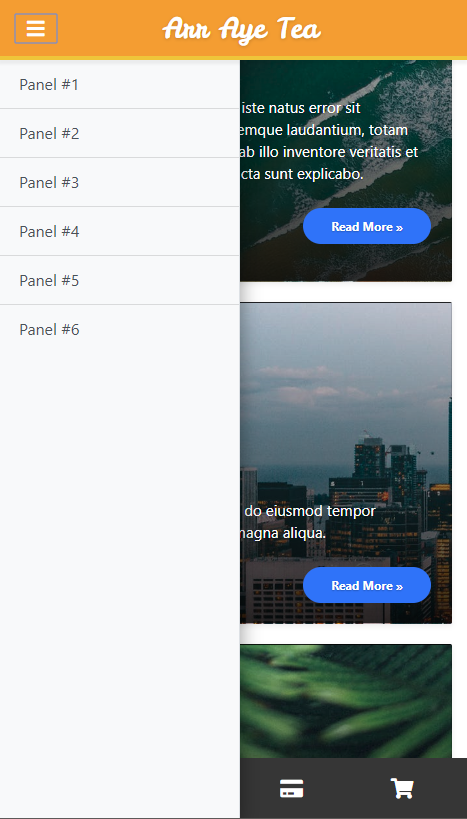 Arr Aye Tea
Panel #1
Panel #2
Panel #3
Panel #4
Panel #5
Panel #6
iste natus error sit
emque laudantium, totam
ab illo inventore veritatis et
cta sunt explicabo.
Read More »
do eiusmod tempor
magna aliqua.
Read More »